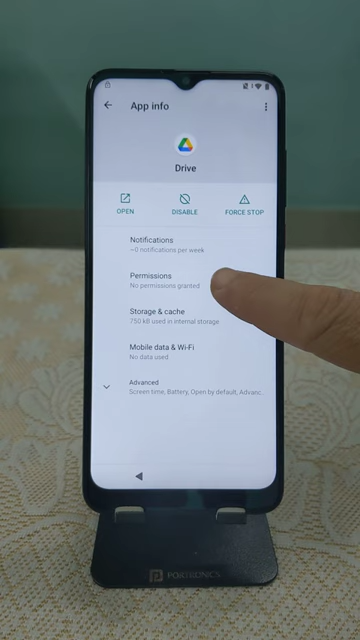 App info
Drive
OPEN
DISABLE
FORCE STOP
Notifications
~0 notifications per week
Permissions
No permissions granted
Storage & cache
750 kB used in internal storage
Mobile data & Wi-Fi
No data used
Advanced
Screen time, Battery, Open by default, Advanc..
PORTRONICS